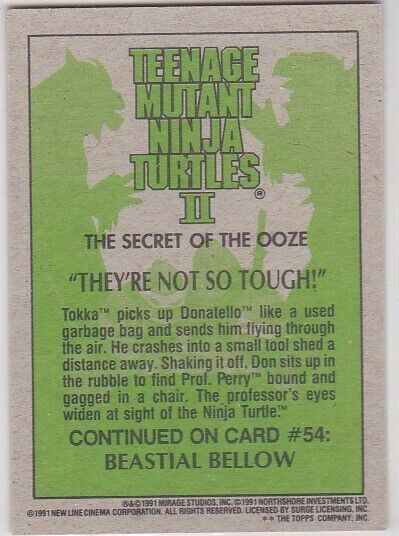 TEENAGE
MUTANT
NINJA
TURTLES
II ®
THE SECRET OF THE OOZE
"THEY'RE NOT SO TOUGH!"
Tokka™ picks up Donatello™ like a used
garbage bag and sends him flying through
the air. He crashes into a small tool shed a
distance away. Shaking it off, Don sits up in
the rubble to find Prof. Perry™ bound and
gagged in a chair. The professor's eyes
widen at sight of the Ninja Turtle.™
CONTINUED ON CARD #54:
BEASTIAL BELLOW
®&©1991 MIRAGE STUDIOS, INC. ©1991 NORTHSHORE INVESTMENTS LTD.
©1991 NEW LINE CINEMA CORPORATION. ALL RIGHTS RESERVED. LICENSED BY SURGE LICENSING, INC.
** THE TOPPS COMPANY, INC.